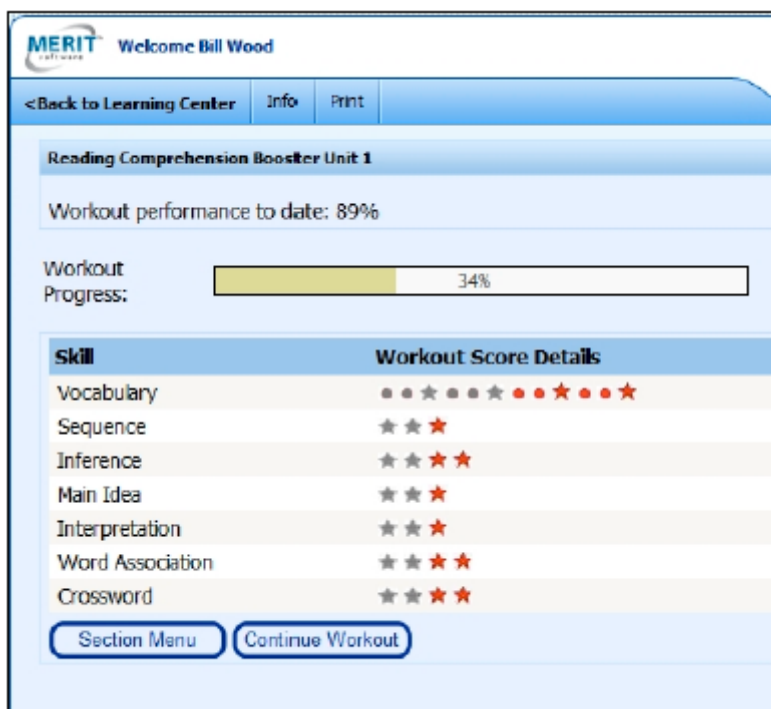 MERIT
software
Welcome Bill Wood
<Back to Learning Center Info Print
Reading Comprehension Booster Unit 1
Workout performance to date: 89%
Workout
Progress:
34%
Skill Workout Score Details
Vocabulary
Sequence
Inference
Main Idea
Interpretation
Word Association
Crossword
Section Menu Continue Workout